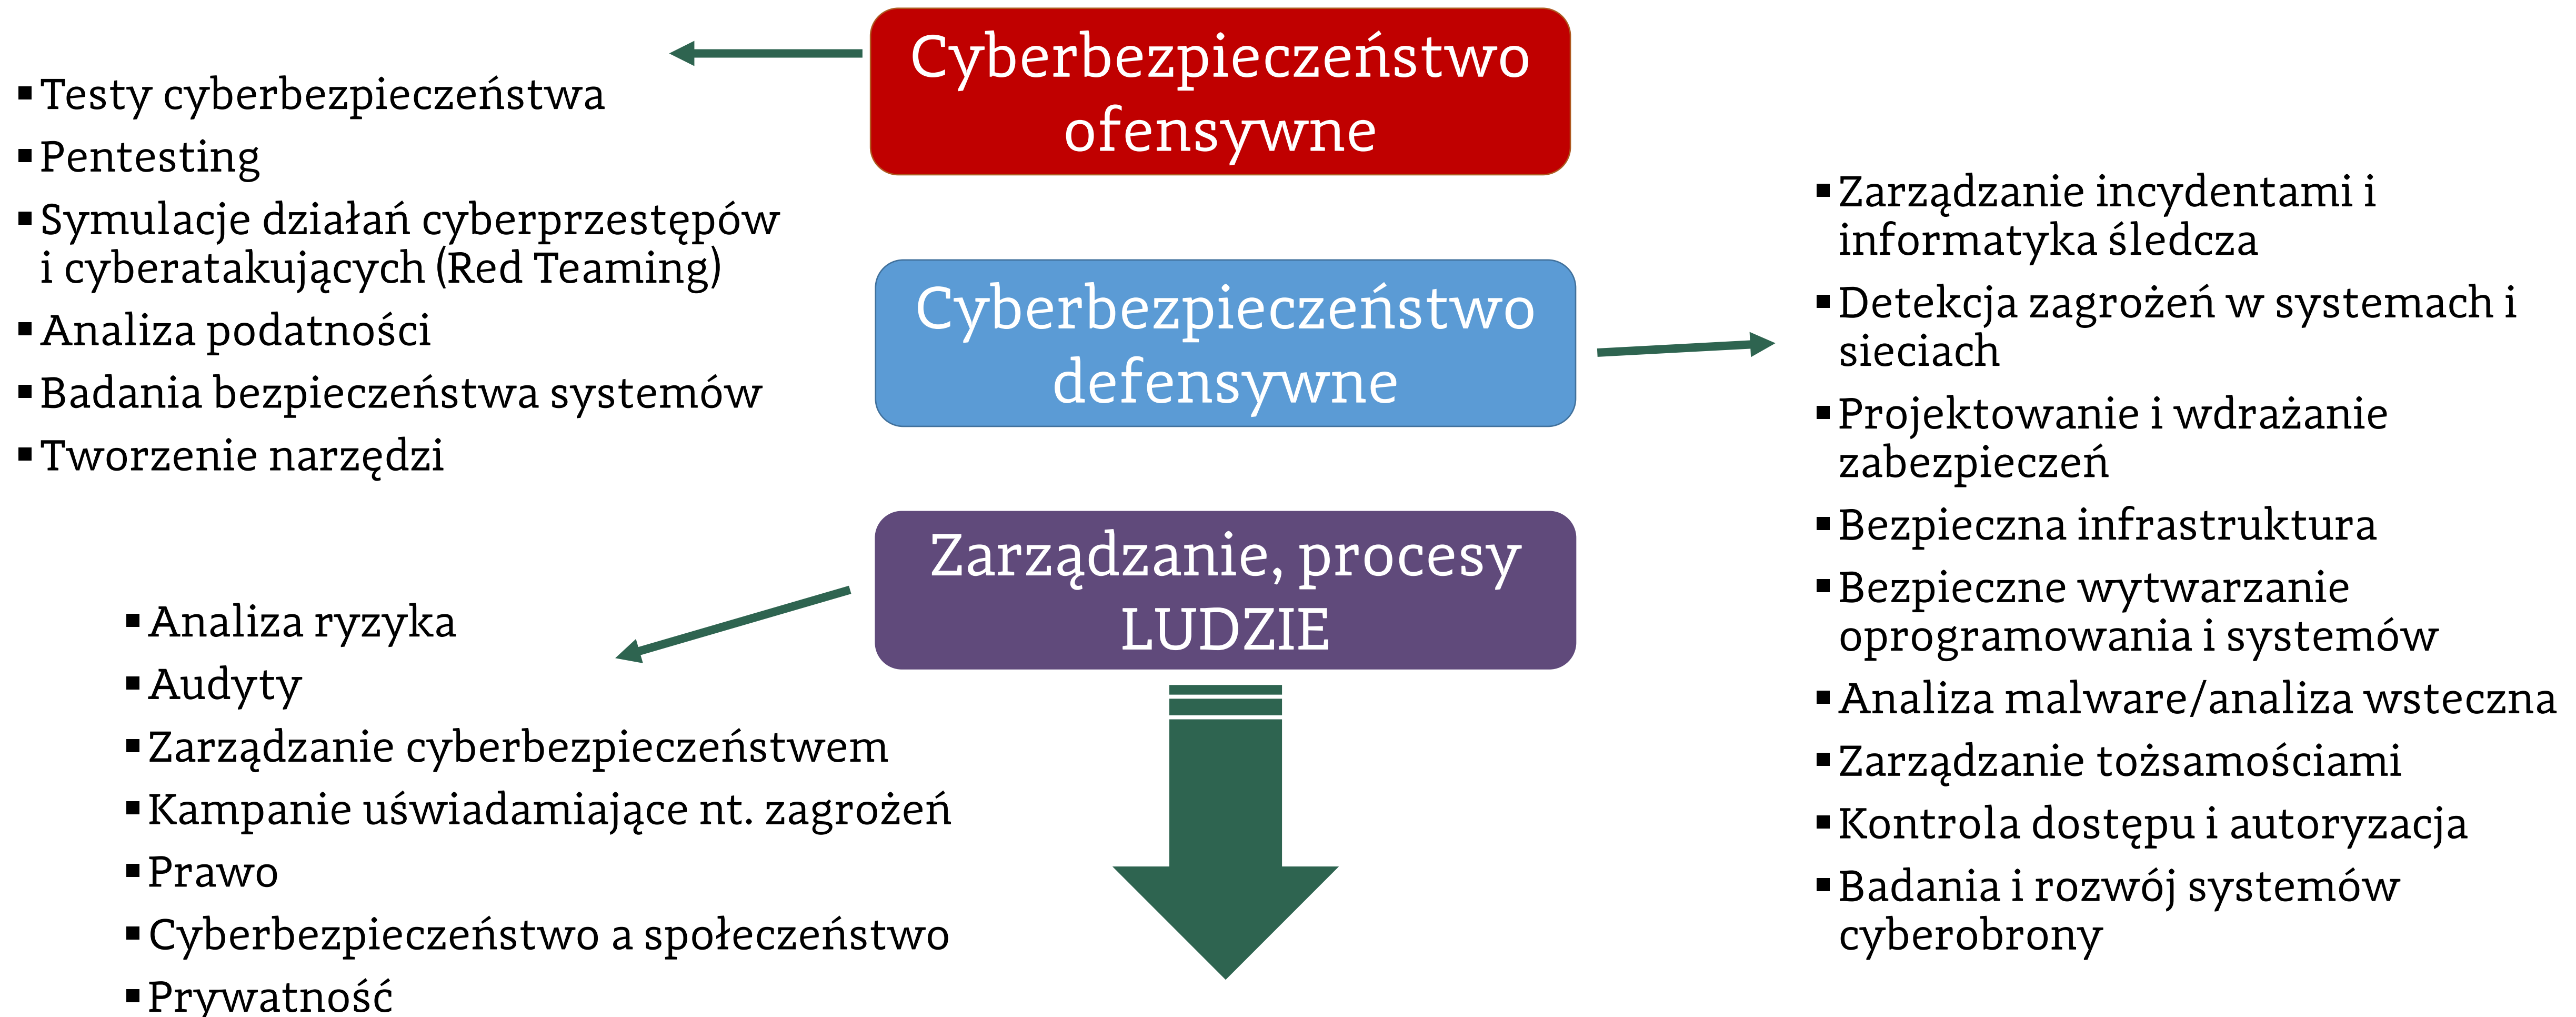 Cyberbezpieczeństwo
ofensywne
▪Testy cyberbezpieczeństwa
▪Pentesting
▪Symulacje działań cyberprzestępów
i cyberatakujących (Red Teaming)
▪Analiza podatności
▪Badania bezpieczeństwa systemów
▪Tworzenie narzędzi
Cyberbezpieczeństwo
defensywne
▪Zarządzanie incydentami i
informatyka śledcza
▪Detekcja zagrożeń w systemach i
sieciach
▪Projektowanie i wdrażanie
zabezpieczeń
▪Bezpieczna infrastruktura
▪Bezpieczne wytwarzanie
oprogramowania i systemów
▪Analiza malware/analiza wsteczna
▪Zarządzanie tożsamościami
▪Kontrola dostępu i autoryzacja
▪Badania i rozwój systemów
cyberobrony
Zarządzanie, procesy
LUDZIE
▪Analiza ryzyka
▪Audyty
▪Zarządzanie cyberbezpieczeństwem
▪Kampanie uświadamiające nt. zagrożeń
▪Prawo
▪Cyberbezpieczeństwo a społeczeństwo
▪Prywatność